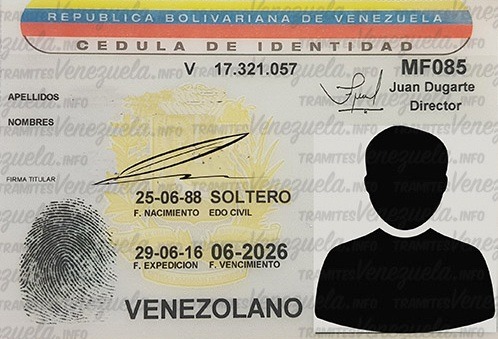 REPUBLICA BOLIVARIANA DE VENEZUELA
CEDULA DE IDENTIDAD
V 17.321.057
MF085
Juan Dugarte
Director
APELLIDOS
NOMBRES
FIRMA TITULAR
25-06-88 SOLTERO
F. NACIMIENTO EDO CIVIL
29-06-16 06-2026
F. EXPEDICION F. VENCIMIENTO
VENEZOLANO
TRAMITESVenezuela.INFO